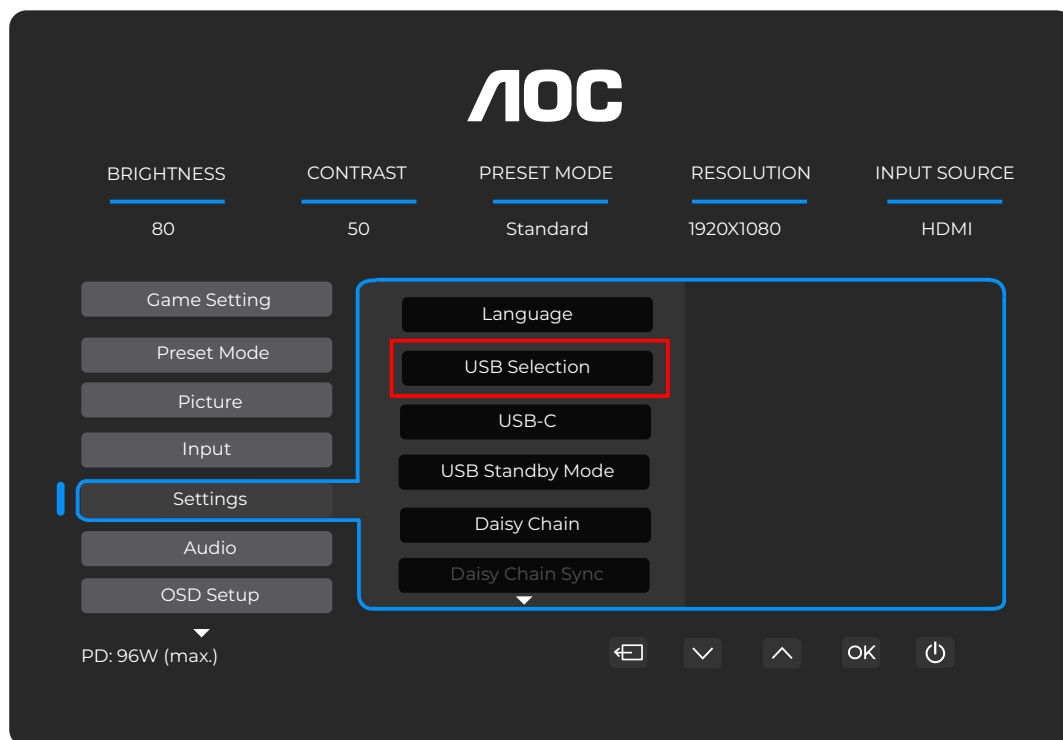 AOC
BRIGHTNESS CONTRAST PRESET MODE RESOLUTION INPUT SOURCE
80 50 Standard 1920X1080 HDMI
Game Setting
Preset Mode
Picture
Input
Settings
Audio
OSD Setup
Language
USB Selection
USB-C
USB Standby Mode
Daisy Chain
Daisy Chain Sync
PD: 96W (max.)
OK